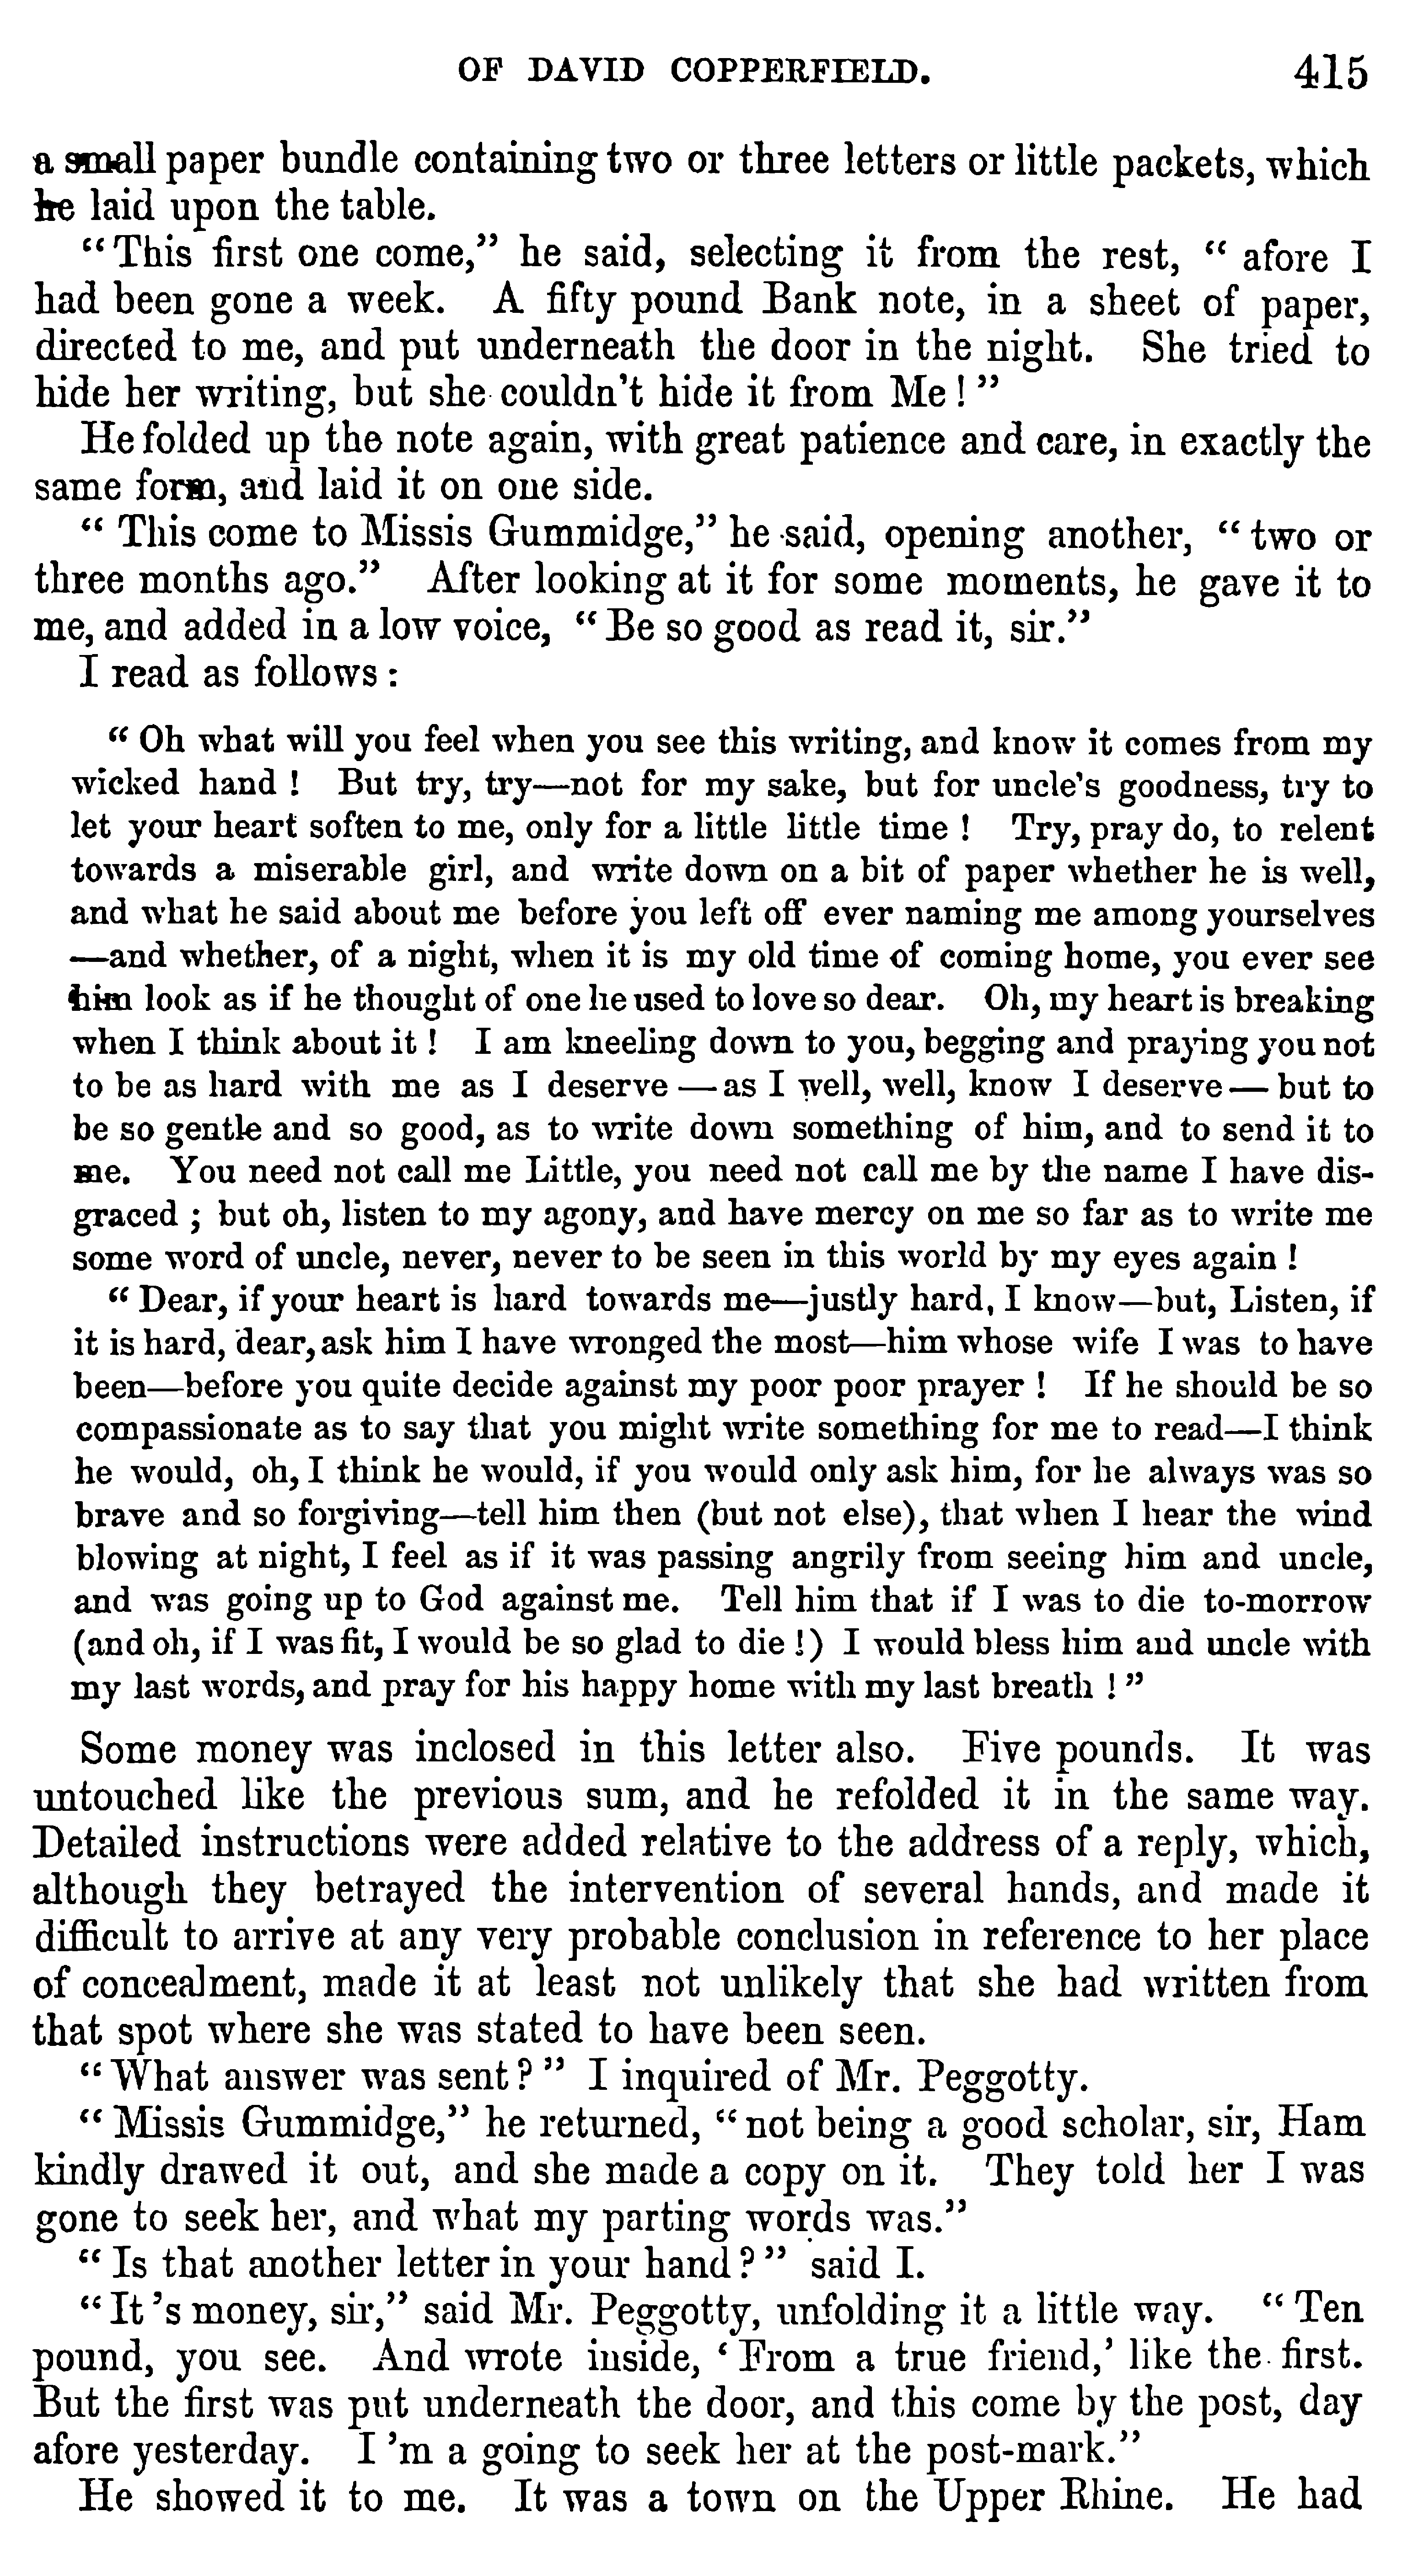 OF DAVID COPPERFIELD. 415
a small paper bundle containing two or three letters or little packets, which
he laid upon the table.
“This first one come,” he said, selecting it from the rest, “afore I
had been gone a week. A fifty pound Bank note, in a sheet of paper,
directed to me, and put underneath the door in the night. She tried to
hide her writing, but she couldn't hide it from Me!”
He folded up the note again, with great patience and care, in exactly the
same form, and laid it on one side.
“This come to Missis Gummidge,” he said, opening another, “two or
three months ago.” After looking at it for some moments, he gave it to
me, and added in a low voice, “Be so good as read it, sir.”
I read as follows:
“Oh what will you feel when you see this writing, and know it comes from my
wicked hand! But try, try—not for my sake, but for uncle's goodness, try to
let your heart soften to me, only for a little little time! Try, pray do, to relent
towards a miserable girl, and write down on a bit of paper whether he is well,
and what he said about me before you left off ever naming me among yourselves
—and whether, of a night, when it is my old time of coming home, you ever see
him look as if he thought of one he used to love so dear. Oh, my heart is breaking
when I think about it! I am kneeling down to you, begging and praying you not
to be as hard with me as I deserve—as I well, well, know I deserve—but to
be so gentle and so good, as to write down something of him, and to send it to
me. You need not call me Little, you need not call me by the name I have dis-
graced; but oh, listen to my agony, and have mercy on me so far as to write me
some word of uncle, never, never to be seen in this world by my eyes again!
“Dear, if your heart is hard towards me—justly hard, I know—but, Listen, if
it is hard, dear, ask him I have wronged the most—him whose wife I was to have
been—before you quite decide against my poor poor prayer! If he should be so
compassionate as to say that you might write something for me to read—I think
he would, oh, I think he would, if you would only ask him, for he always was so
brave and so forgiving—tell him then (but not else), that when I hear the wind
blowing at night, I feel as if it was passing angrily from seeing him and uncle,
and was going up to God against me. Tell him that if I was to die to-morrow
(and oh, if I was fit, I would be so glad to die!) I would bless him and uncle with
my last words, and pray for his happy home with my last breath!”
Some money was inclosed in this letter also. Five pounds. It was
untouched like the previous sum, and he refolded it in the same way.
Detailed instructions were added relative to the address of a reply, which,
although they betrayed the intervention of several hands, and made it
difficult to arrive at any very probable conclusion in reference to her place
of concealment, made it at least not unlikely that she had written from
that spot where she was stated to have been seen.
“What answer was sent?” I inquired of Mr. Peggotty.
“Missis Gummidge,” he returned, “not being a good scholar, sir, Ham
kindly drawed it out, and she made a copy on it. They told her I was
gone to seek her, and what my parting words was.”
“Is that another letter in your hand?” said I.
“It's money, sir,” said Mr. Peggotty, unfolding it a little way. “Ten
pound, you see. And wrote inside, ‘From a true friend,’ like the first.
But the first was put underneath the door, and this come by the post, day
afore yesterday. I'm a going to seek her at the post-mark.”
He showed it to me. It was a town on the Upper Rhine. He had